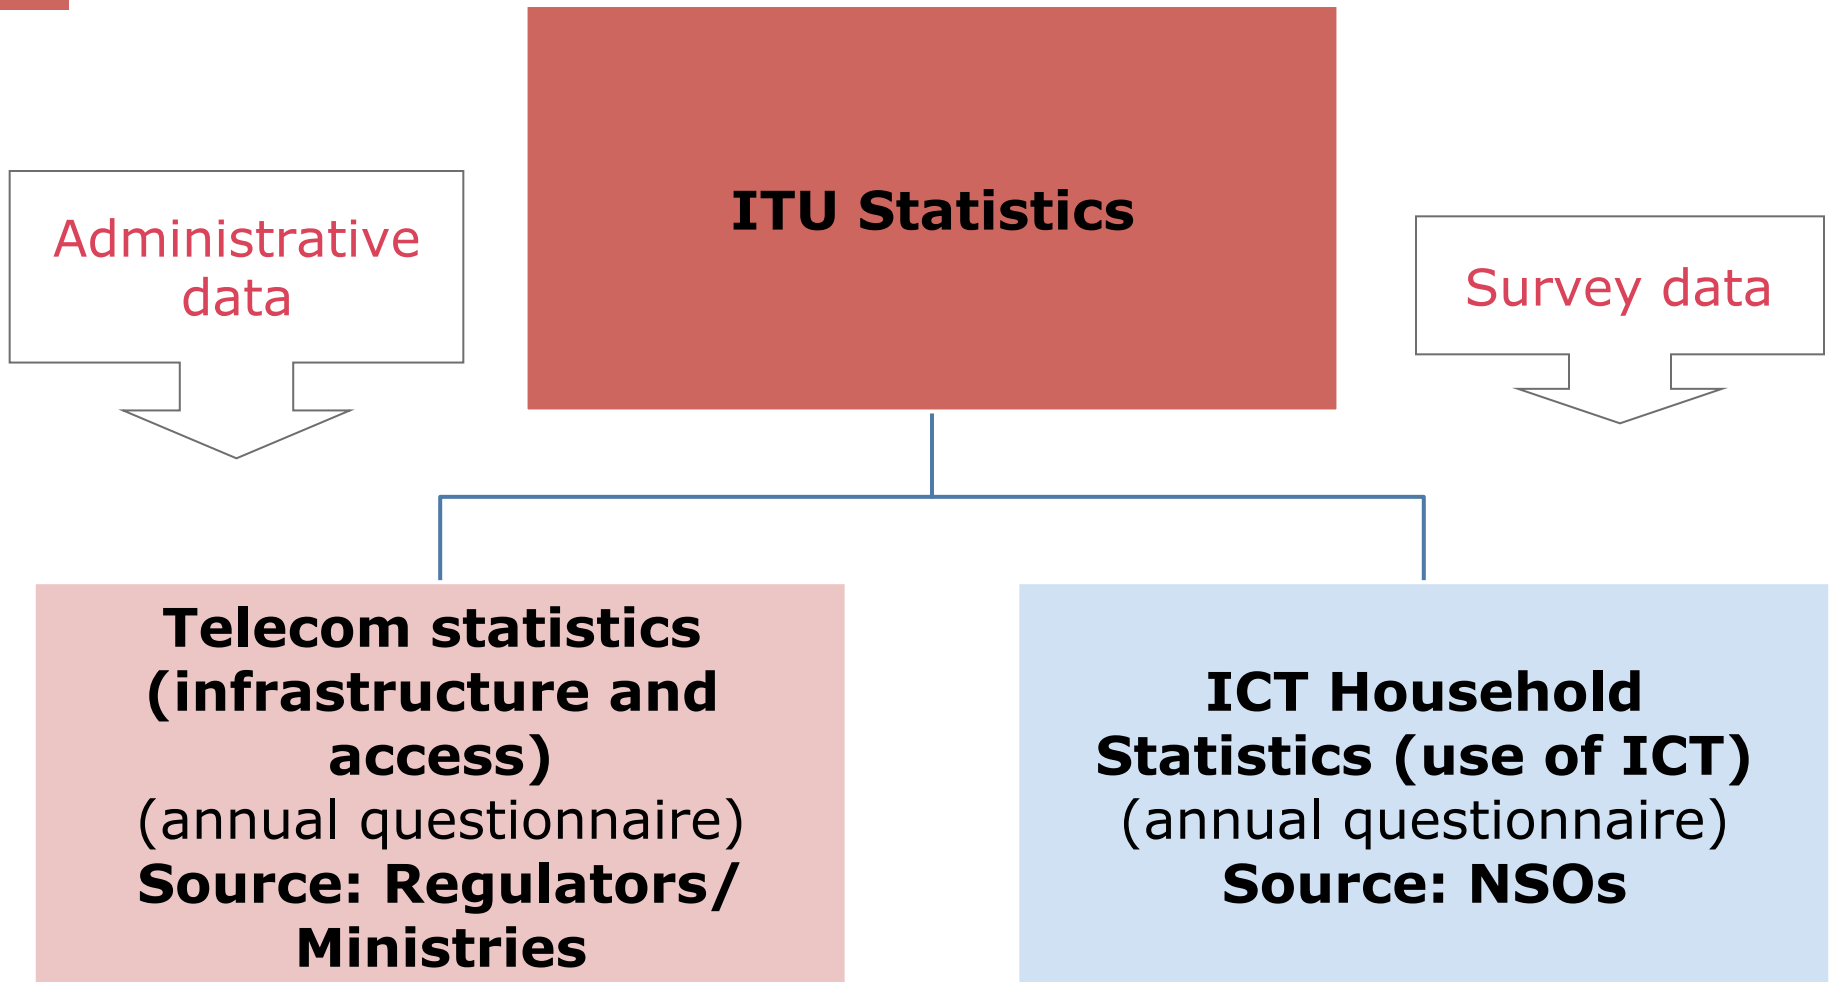 ITU Statistics
Administrative
data
Survey data
Telecom statistics
(infrastructure and
access)
(annual questionnaire)
Source: Regulators/
Ministries
ICT Household
Statistics (use of ICT)
(annual questionnaire)
Source: NSOs